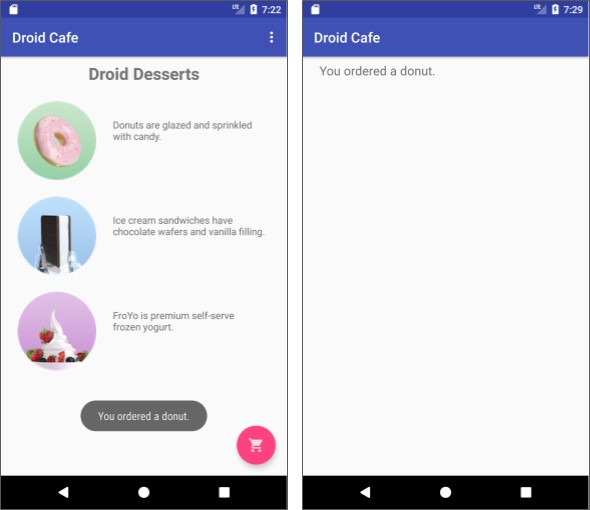 LTE 7:22
Droid Cafe
Droid Desserts
Donuts are glazed and sprinkled
with candy.
Ice cream sandwiches have
chocolate wafers and vanilla filling.
FroYo is premium self-serve
frozen yogurt.
You ordered a donut.
LTE 7:29
Droid Cafe
You ordered a donut.